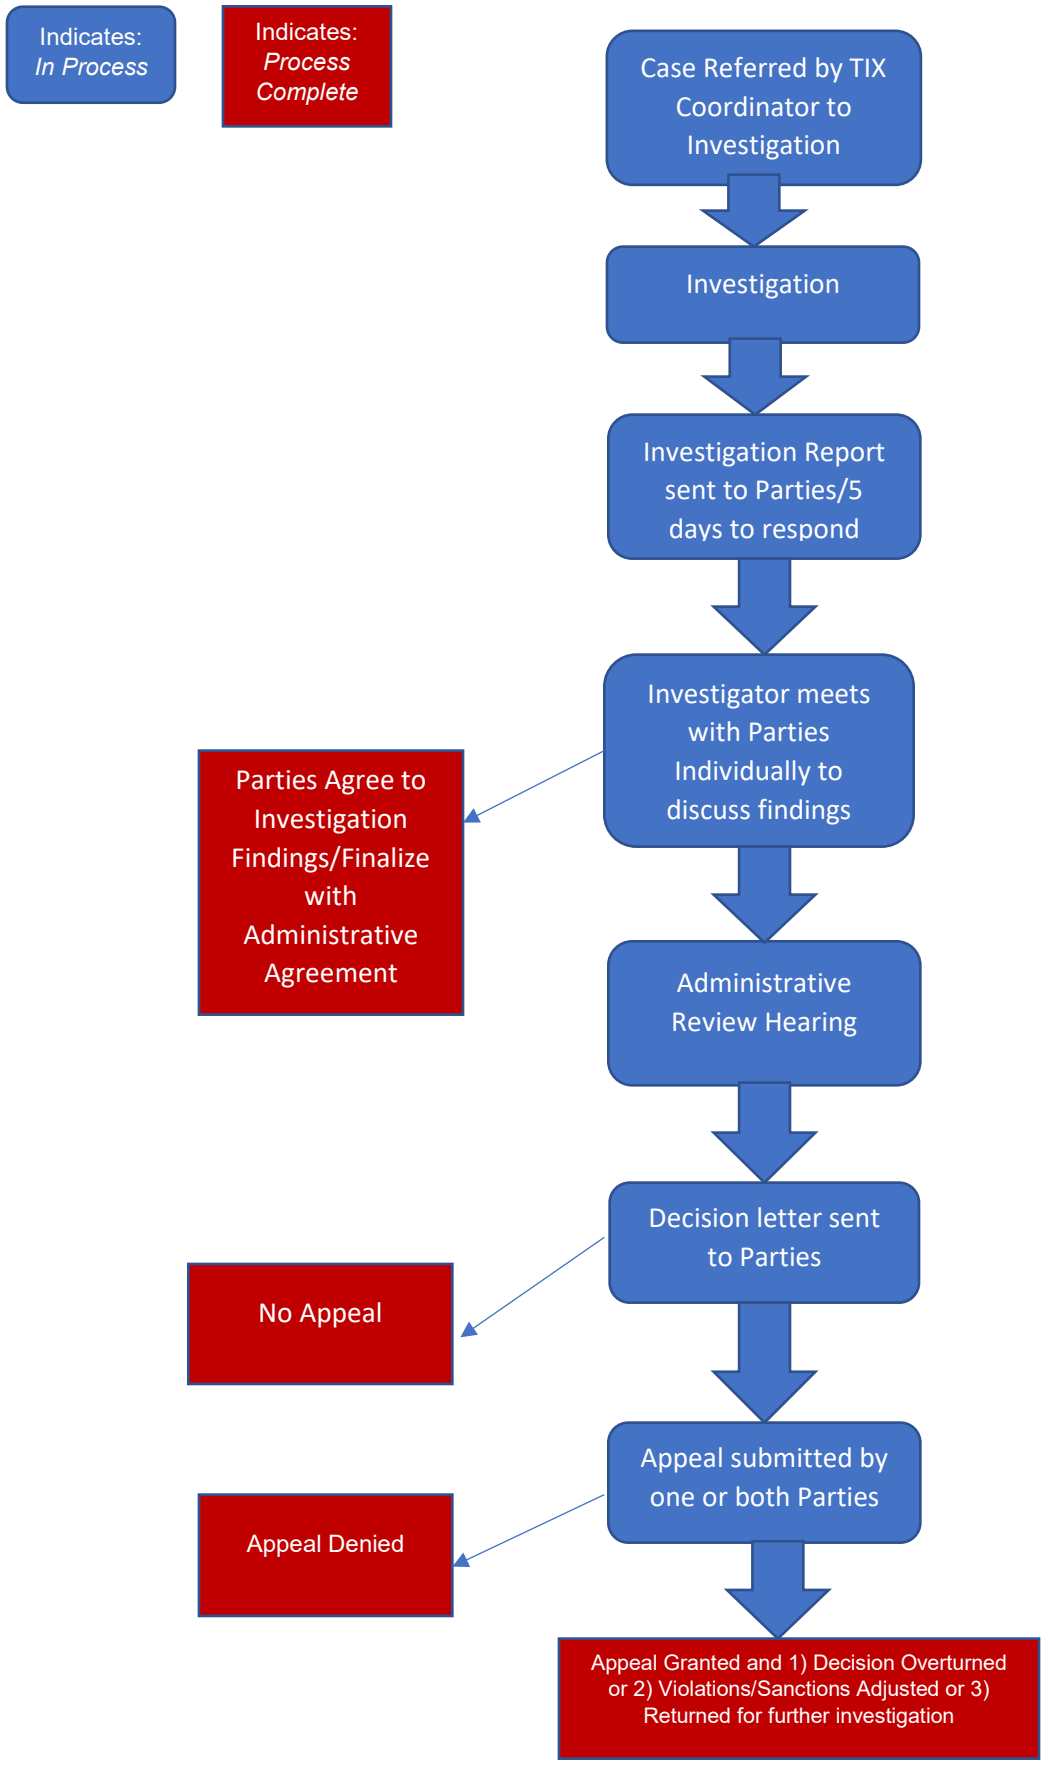 Indicates:
In Process
Indicates:
Process
Complete
Case Referred by TIX
Coordinator to
Investigation
Investigation
Investigation Report
sent to Parties/5
days to respond
Investigator meets
with Parties
Individually to
discuss findings
Parties Agree to
Investigation
Findings/Finalize
with
Administrative
Agreement
Administrative
Review Hearing
Decision letter sent
to Parties
No Appeal
Appeal submitted by
one or both Parties
Appeal Denied
Appeal Granted and 1) Decision Overturned
or 2) Violations/Sanctions Adjusted or 3)
Returned for further investigation